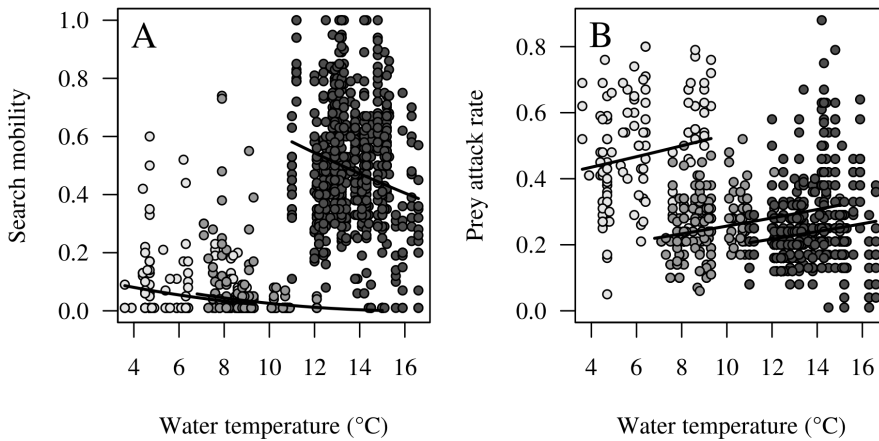 A
Search mobility
1.0
0.8
0.6
0.4
0.2
0.0
4 6 8 10 12 14 16
Water temperature (°C)
B
Prey attack rate
0.8
0.6
0.4
0.2
0.0
4 6 8 10 12 14 16
Water temperature (°C)